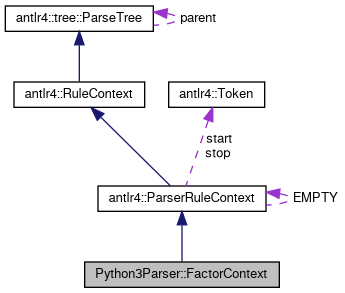 antlr4::tree::ParseTree
parent
antlr4::RuleContext
antlr4::Token
start
stop
antlr4::ParserRuleContext
EMPTY
Python3Parser::FactorContext